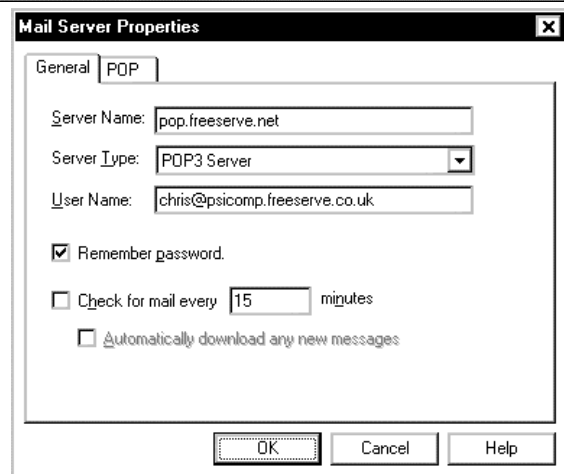 Mail Server Properties
General POP
Server Name: pop.freeserve.net
Server Type: POP3 Server
User Name: chris@psicomp.freeserve.co.uk
Remember password.
Check for mail every 15 minutes
Automatically download any new messages
OK Cancel Help